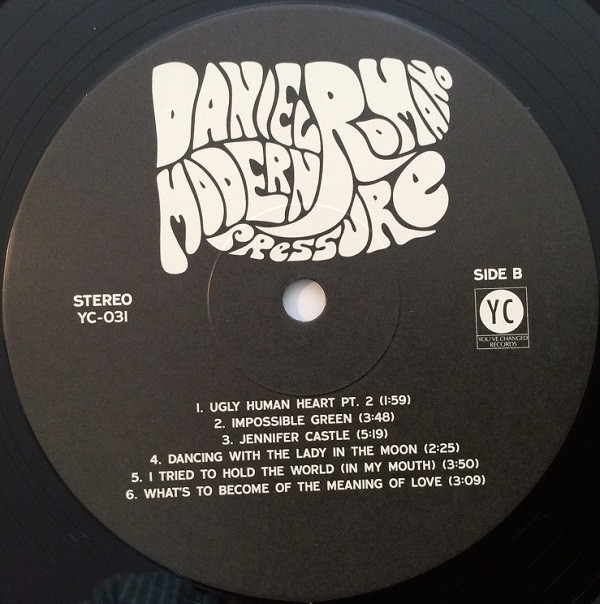 DANIEL ROMANO
MODERN
PRESSURE
STEREO
YC-031
SIDE B
YC
YOU'VE CHANGED
RECORDS
1. UGLY HUMAN HEART PT. 2 (1:59)
2. IMPOSSIBLE GREEN (3:48)
3. JENNIFER CASTLE (5:19)
4. DANCING WITH THE LADY IN THE MOON (2:25)
5. I TRIED TO HOLD THE WORLD (IN MY MOUTH) (3:50)
6. WHAT'S TO BECOME OF THE MEANING OF LOVE (3:09)